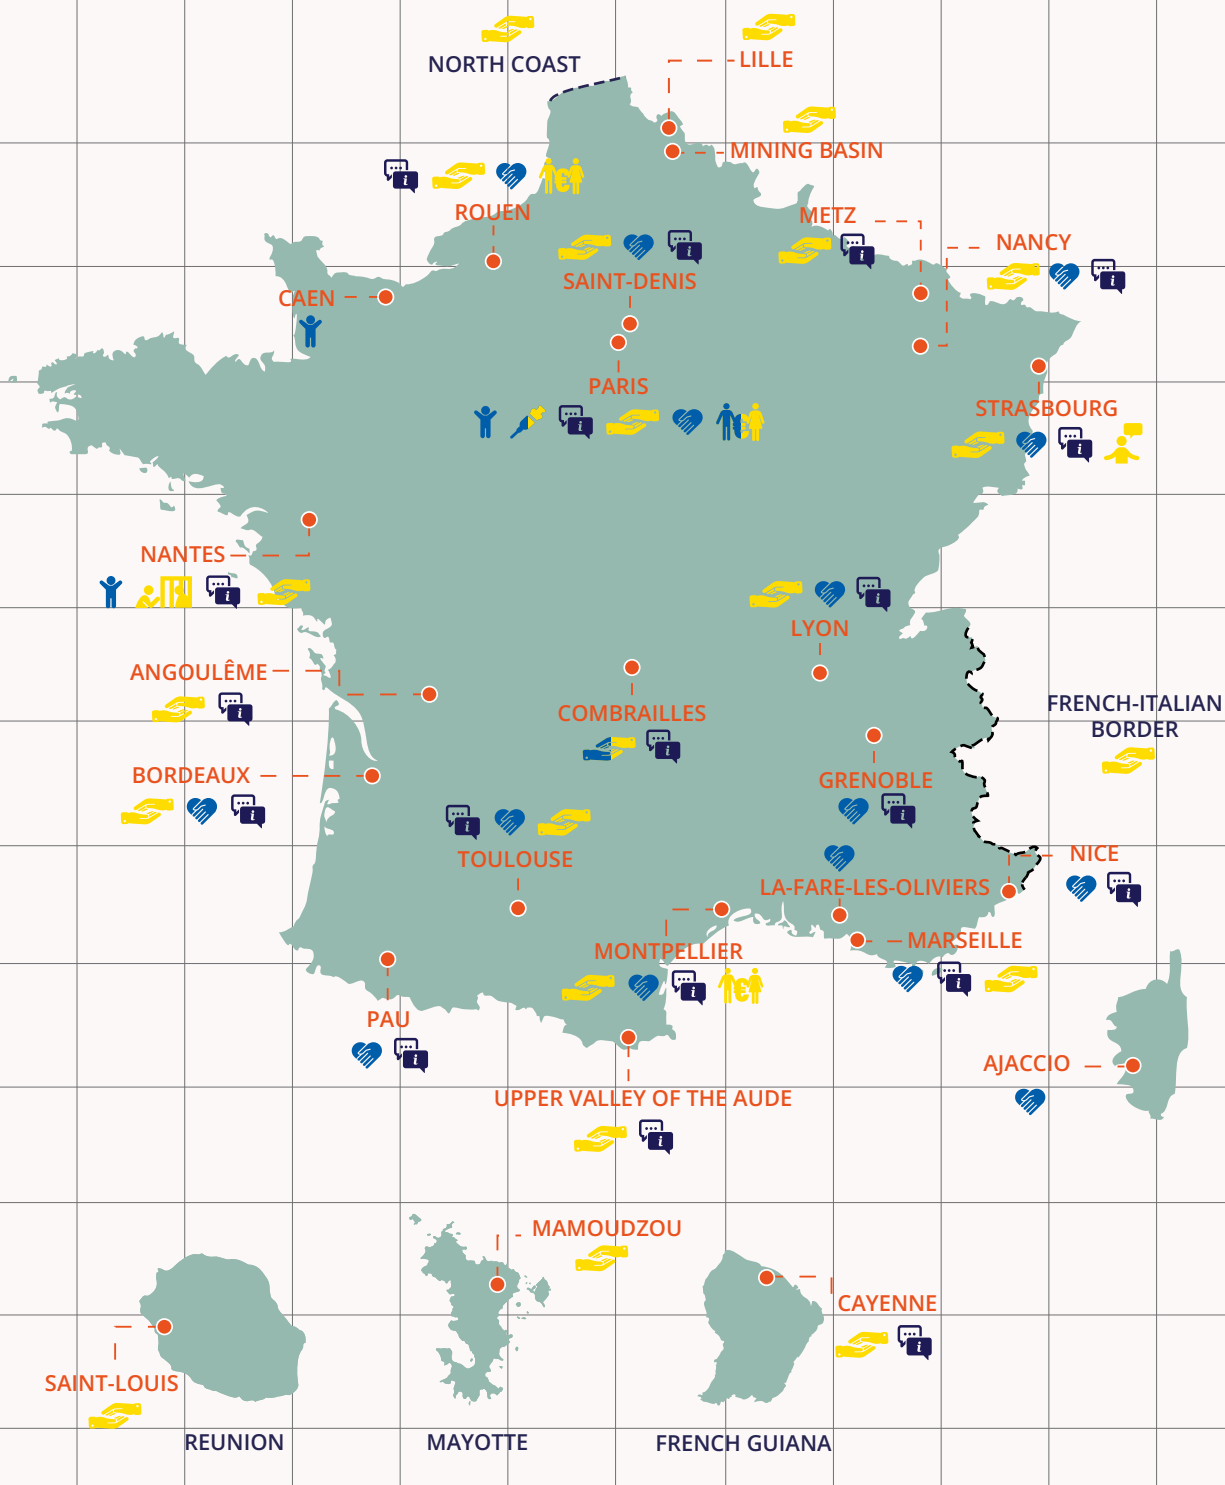 NORTH COAST
LILLE
MINING BASIN
ROUEN
METZ
NANCY
SAINT-DENIS
CAEN
PARIS
STRASBOURG
NANTES
LYON
ANGOULÊME
COMBRAILLES
FRENCH-ITALIAN
BORDER
BORDEAUX
GRENOBLE
TOULOUSE
NICE
LA-FARE-LES-OLIVIERS
MARSEILLE
MONTPELLIER
PAU
AJACCIO
UPPER VALLEY OF THE AUDE
MAMOUDZOU
CAYENNE
SAINT-LOUIS
REUNION
MAYOTTE
FRENCH GUIANA